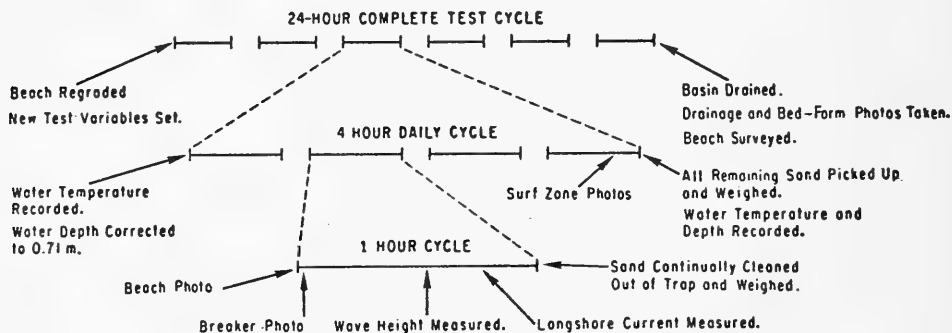 24-HOUR COMPLETE TEST CYCLE
Beach Regraded
New Test Variables Set.
Basin Drained.
Drainage and Bed-Form Photos Taken.
Beach Surveyed.
4 HOUR DAILY CYCLE
Water Temperature
Recorded.
Water Depth Corrected
to 0.71 m.
Surf Zone Photos
All Remaining Sand Picked Up
and Weighed.
Water Temperature and
Depth Recorded.
1 HOUR CYCLE
Beach Photo
Sand Continually Cleaned
Out of Trap and Weighed.
Breaker Photo
Wave Height Measured.
Longshore Current Measured.